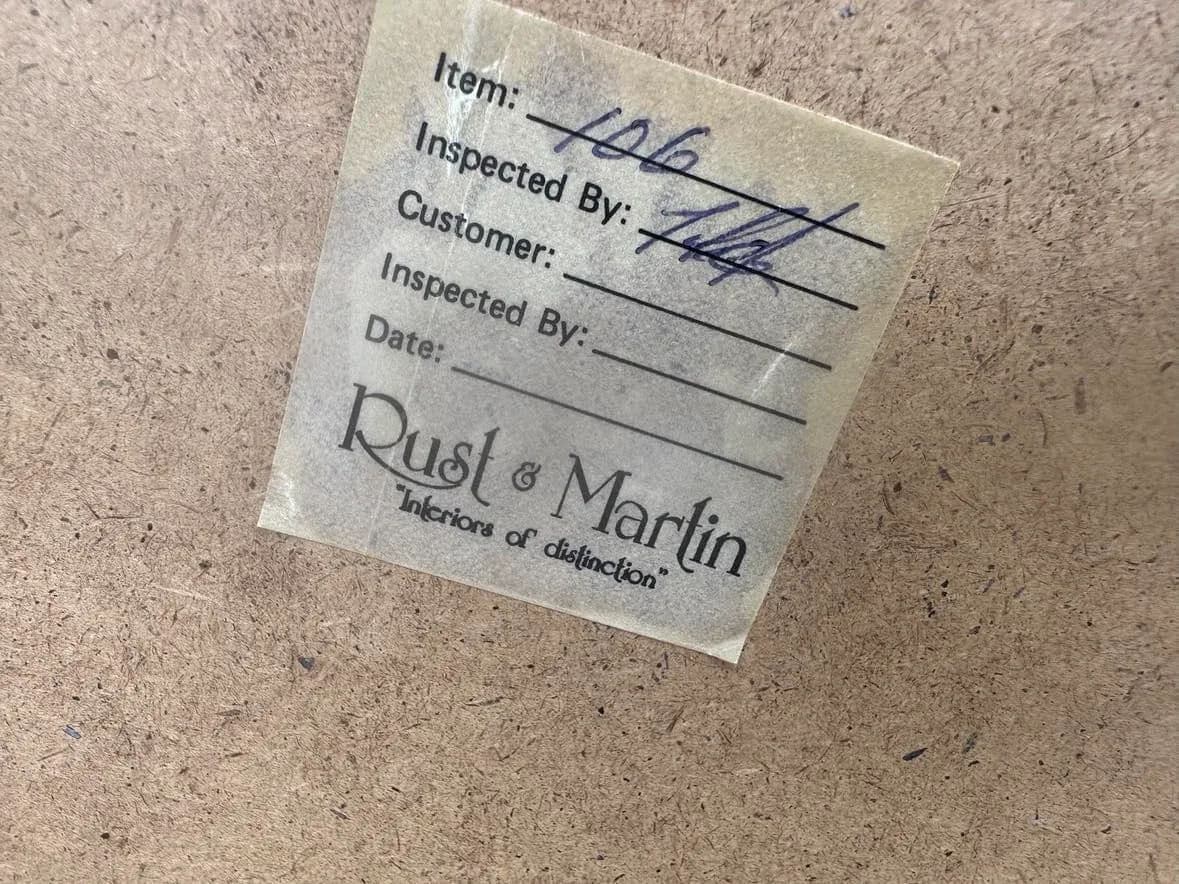 Item: 106
Inspected By:
Customer:
Inspected By:
Date:
Rust & Martin
"Interiors of distinction"